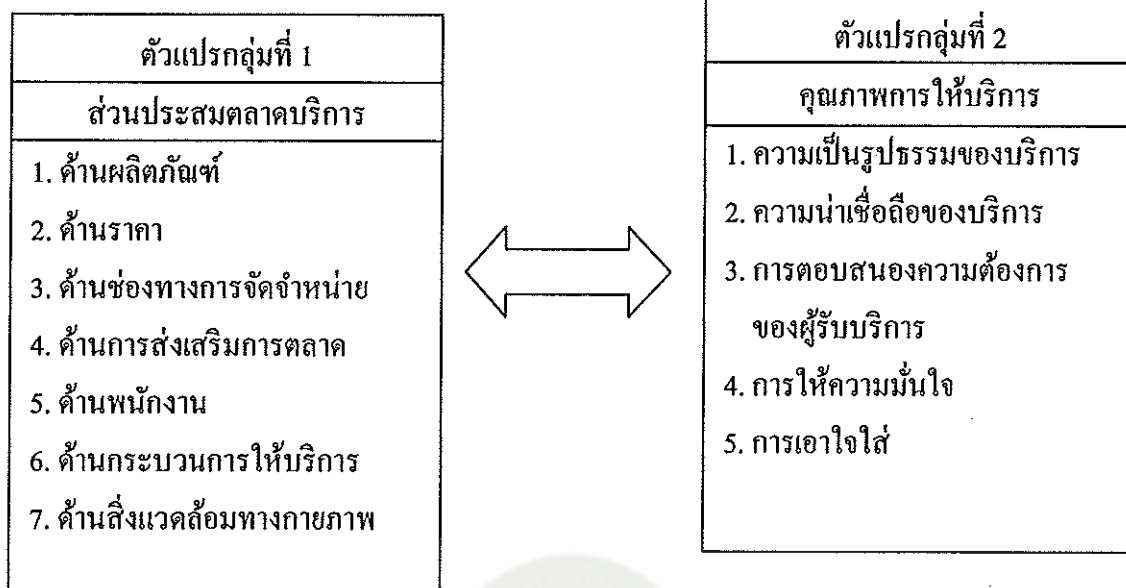 ตัวแปรกลุ่มที่ 1
ส่วนประสมตลาดบริการ
1. ด้านผลิตภัณฑ์
2. ด้านราคา
3. ด้านช่องทางการจัดจำหน่าย
4. ด้านการส่งเสริมการตลาด
5. ด้านพนักงาน
6. ด้านกระบวนการให้บริการ
7. ด้านสิ่งแวดล้อมทางกายภาพ
ตัวแปรกลุ่มที่ 2
คุณภาพการให้บริการ
1. ความเป็นรูปธรรมของบริการ
2. ความน่าเชื่อถือของบริการ
3. การตอบสนองความต้องการ
ของผู้รับบริการ
4. การให้ความมั่นใจ
5. การเอาใจใส่